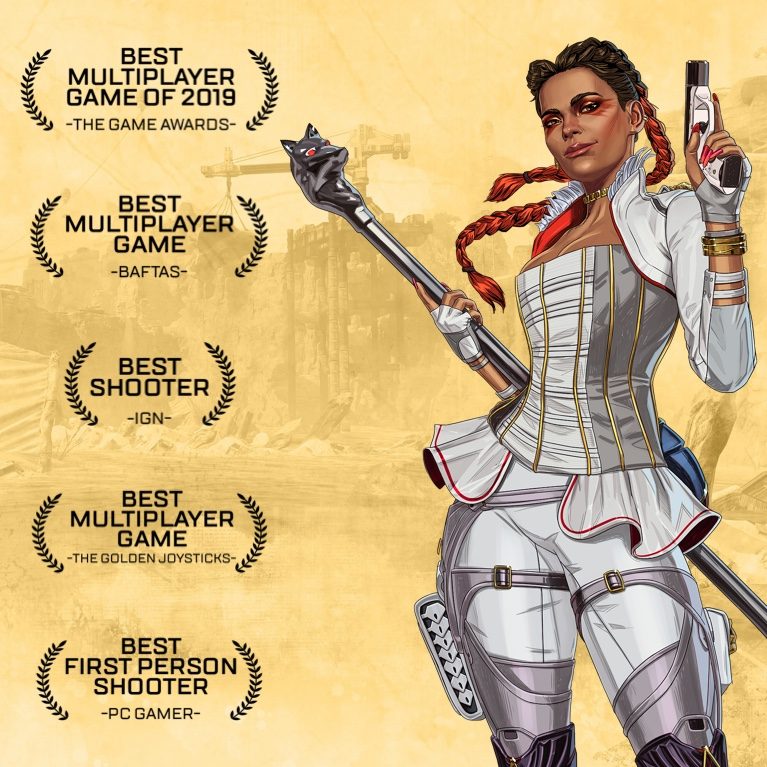 BEST
MULTIPLAYER
GAME OF 2019
-THE GAME AWARDS-
BEST
MULTIPLAYER
GAME
-BAFTAS-
BEST
SHOOTER
-IGN-
BEST
MULTIPLAYER
GAME
-THE GOLDEN JOYSTICKS-
BEST
FIRST PERSON
SHOOTER
-PC GAMER-